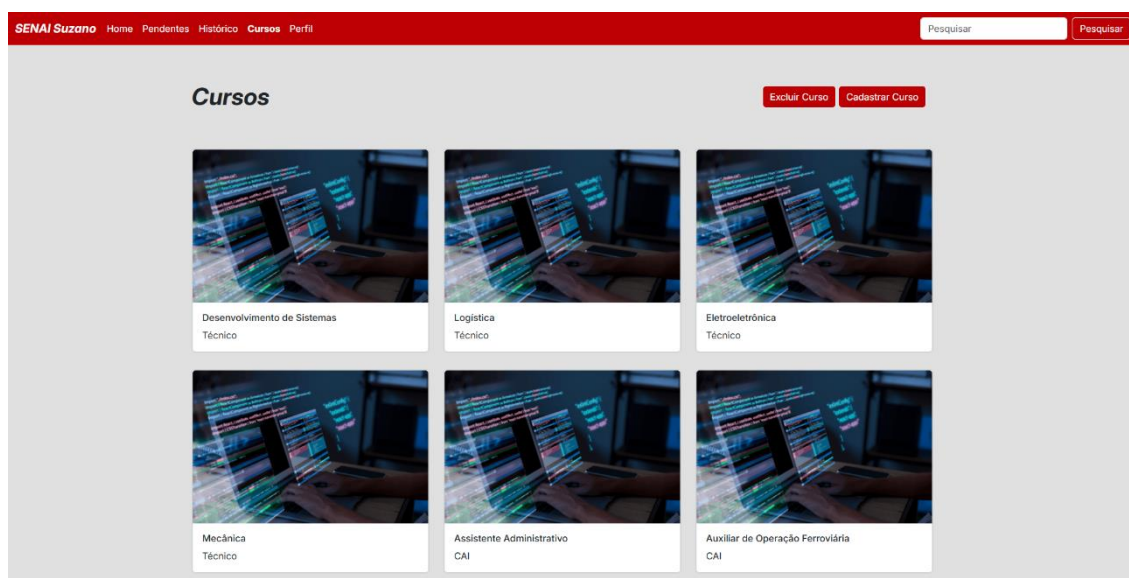 SENAI Suzano Home Pendentes Histórico Cursos Perfil Pesquisar Pesquisar
Cursos
Excluir Curso Cadastrar Curso
Desenvolvimento de Sistemas
Técnico
Logística
Técnico
Eletroeletrônica
Técnico
Mecânica
Técnico
Assistente Administrativo
CAI
Auxiliar de Operação Ferroviária
CAI